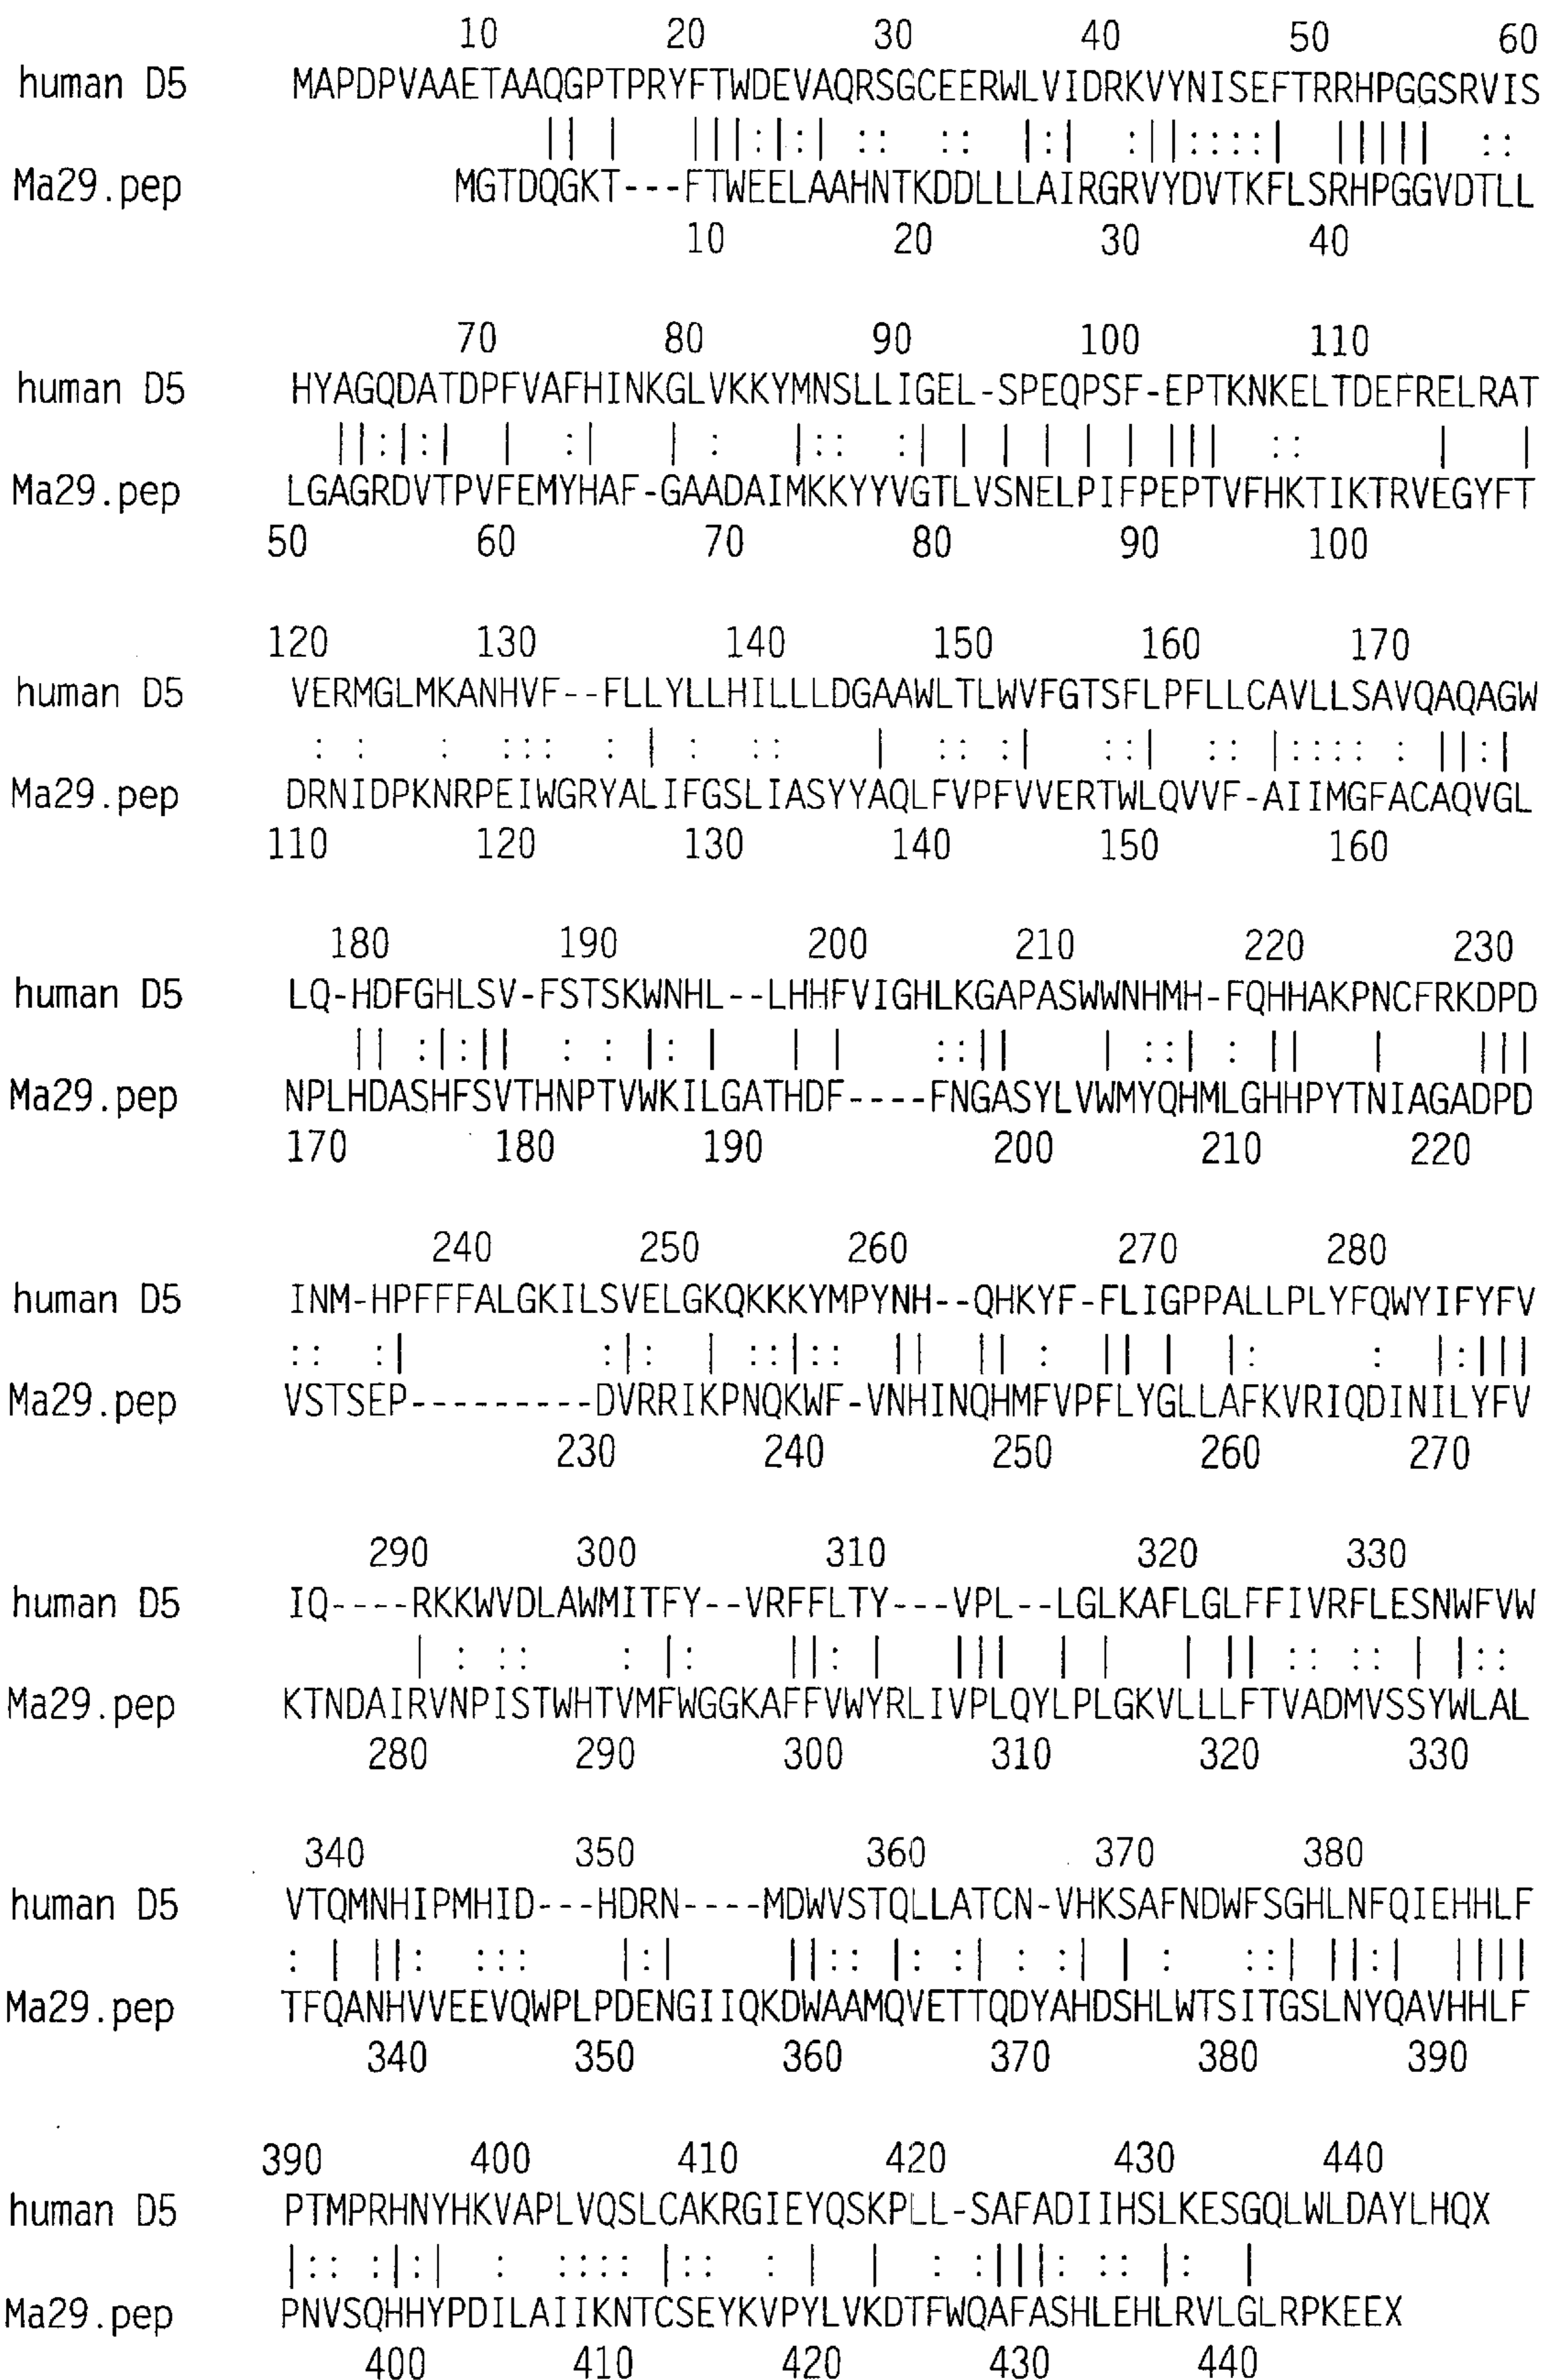 10 20 30 40 50 60
human D5 MAPDPVAAETAAQGPTPRYFTWDEVAQRSGCEERWLVIDRKVYNISEFTRRHPGGSRVIS
|| | |||:|:| :: :: |:| :||::::| ||||| ::
Ma29.pep MGTDQGKT---FTWEELAAHNTKDDLLLAIRGRVYDVTKFLSRHPGGVDTLL
10 20 30 40
70 80 90 100 110
human D5 HYAGQDATDPFVAFHINKGLVKKYMNSLLIGEL-SPEQPSF-EPTKNKELTDEFRELRAT
||:|:| | :| | : |:: :| | | | | | ||| :: | |
Ma29.pep LGAGRDVTPVFEMYHAF-GAADAIMKKYYVGTLVSNELPIFPEPTVFHKTIKTRVEGYFT
50 60 70 80 90 100
120 130 140 150 160 170
human D5 VERMGLMKANHVF--FLLYLLHILLLDGAAWLTLWVFGTSFLPFLLCAVLLSAVQAQAGW
: : : ::: : | : :: | :: :| ::| :: |:::: : ||:|
Ma29.pep DRNIDPKNRPEIWGRYALIFGSLIASYYAQLFVPFVVERTWLQVVF-AIIMGFACAQVGL
110 120 130 140 150 160
180 190 200 210 220 230
human D5 LQ-HDFGHLSV-FSTSKWNHL--LHHFVIGHLKGAPASWWNHMH-FQHHAKPNCFRKDPD
|| :|:|| : : |: | | | ::|| | ::| : || | |||
Ma29.pep NPLHDASHFSVTHNPTVWKILGATHDF----FNGASYLVWMYQHMLGHHPYTNIAGADPD
170 180 190 200 210 220
240 250 260 270 280
human D5 INM-HPFFFALGKILSVELGKQKKKYMPYNH--QHKYF-FLIGPPALLPLYFQWYIFYFV
:: :| :|: | ::|:: || || : || | |: : |:|||
Ma29.pep VSTSEP---------DVRRIKPNQKWF-VNHINQHMFVPFLYGLLAFKVRIQDINILYFV
230 240 250 260 270
290 300 310 320 330
human D5 IQ----RKKWVDLAWMITFY--VRFFLTY---VPL--LGLKAFLGLFFIVRFLESNWFVW
| : :: : |: ||: | ||| | | | || :: :: | |::
Ma29.pep KTNDAIRVNPISTWHTVMFWGGKAFFVWYRLIVPLQYLPLGKVLLLFTVADMVSSYWLAL
280 290 300 310 320 330
340 350 360 370 380
human D5 VTQMNHIPMHID---HDRN----MDWVSTQLLATCN-VHKSAFNDWFSGHLNFQIEHHLF
: | ||: ::: |:| ||:: |: :| : :| | : ::| ||:| ||||
Ma29.pep TFQANHVVEEVQWPLPDENGIIQKDWAAMQVETTQDYAHDSHLWTSITGSLNYQAVHHLF
340 350 360 370 380 390
390 400 410 420 430 440
human D5 PTMPRHNYHKVAPLVQSLCAKRGIEYQSKPLL-SAFADIIHSLKESGQLWLDAYLHQX
|:: :|:| : :::: |:: : | | : :|||: :: |: |
Ma29.pep PNVSQHHYPDILAIIKNTCSEYKVPYLVKDTFWQAFASHLEHLRVLGLRPKEEX
400 410 420 430 440